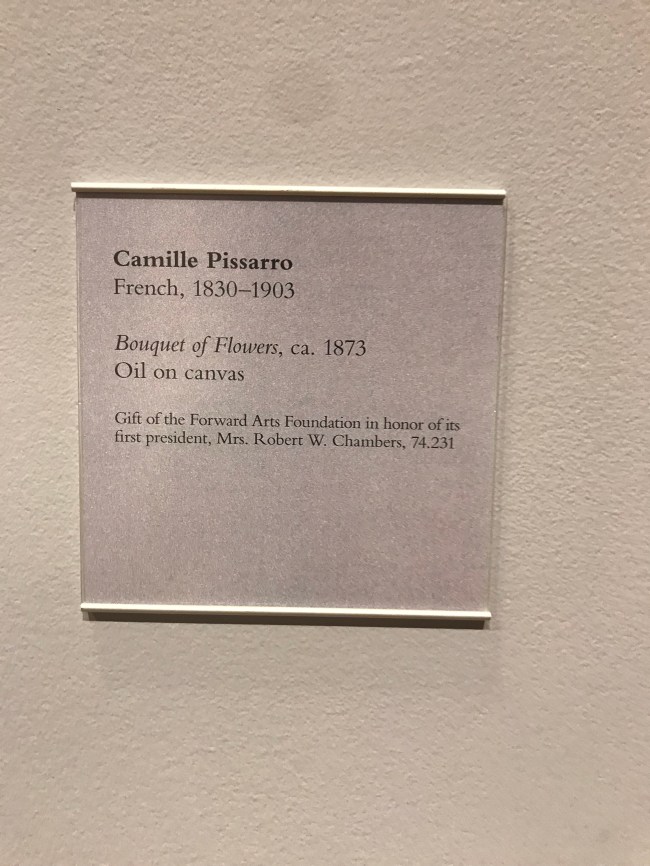 Camille Pissarro
French, 1830–1903
Bouquet of Flowers, ca. 1873
Oil on canvas
Gift of the Forward Arts Foundation in honor of its
first president, Mrs. Robert W. Chambers, 74.231